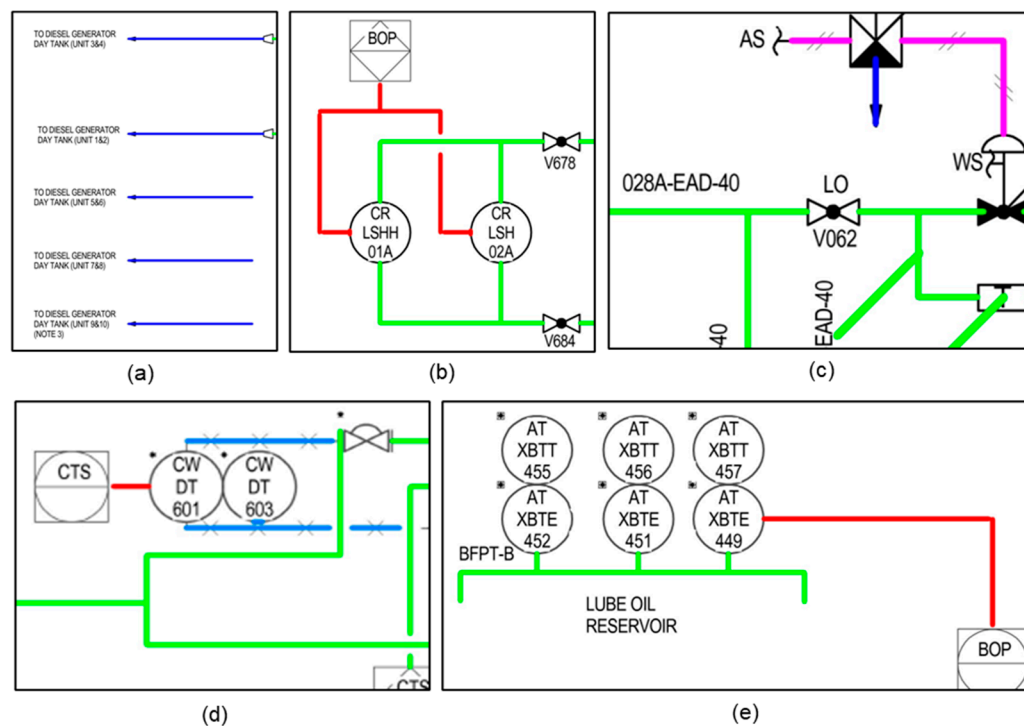 TO DIESEL GENERATOR
DAY TANK (UNIT 3&4)
TO DIESEL GENERATOR
DAY TANK (UNIT 1&2)
TO DIESEL GENERATOR
DAY TANK (UNIT 5&6)
TO DIESEL GENERATOR
DAY TANK (UNIT 7&8)
TO DIESEL GENERATOR
DAY TANK (UNIT 9&10)
(NOTE 3)
(a)
BOP
V678
CR
LSHH
01A
CR
LSH
02A
V684
(b)
AS
WS
028A-EAD-40
LO
V062
-40
EAD-40
(c)
*
CTS
*
CW
DT
601
*
CW
DT
603
CTS
(d)
*
AT
XBTT
455
*
AT
XBTT
456
*
AT
XBTT
457
*
AT
XBTE
452
*
AT
XBTE
451
*
AT
XBTE
449
BFPT-B
LUBE OIL
RESERVOIR
BOP
(e)